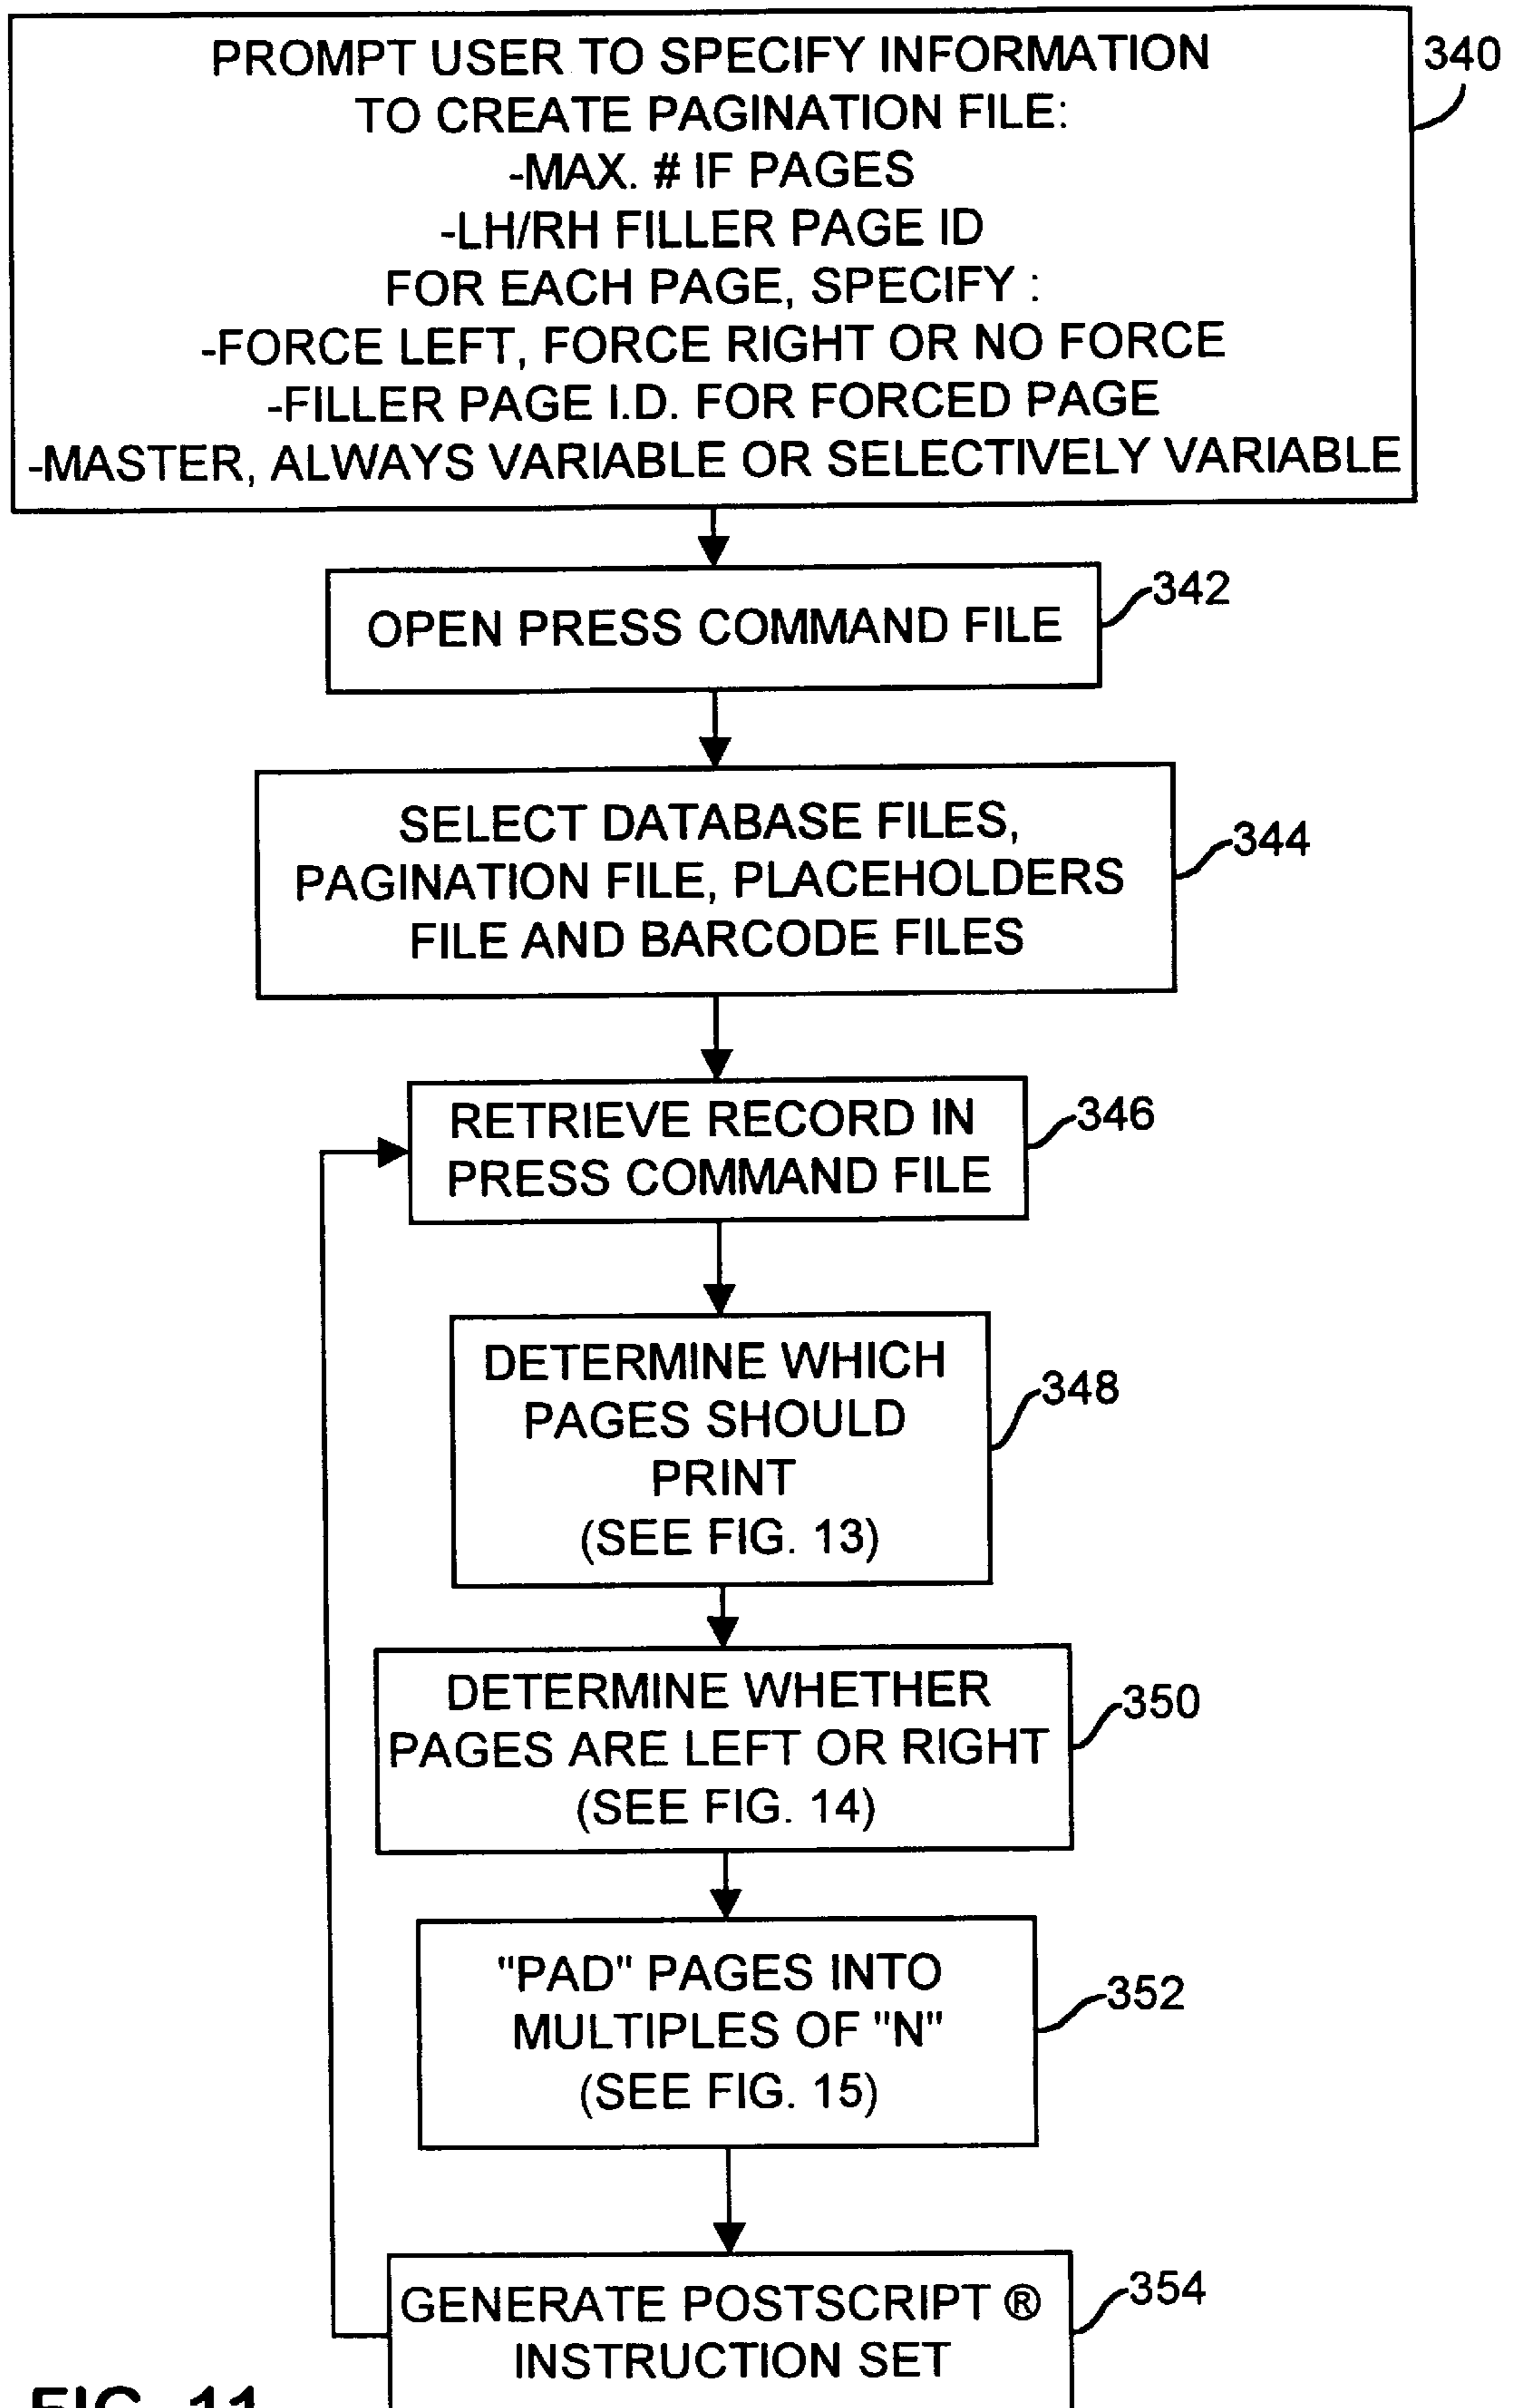 PROMPT USER TO SPECIFY INFORMATION
TO CREATE PAGINATION FILE:
-MAX. # IF PAGES
-LH/RH FILLER PAGE ID
FOR EACH PAGE, SPECIFY :
-FORCE LEFT, FORCE RIGHT OR NO FORCE
-FILLER PAGE I.D. FOR FORCED PAGE
-MASTER, ALWAYS VARIABLE OR SELECTIVELY VARIABLE
340
OPEN PRESS COMMAND FILE
342
SELECT DATABASE FILES,
PAGINATION FILE, PLACEHOLDERS
FILE AND BARCODE FILES
344
RETRIEVE RECORD IN
PRESS COMMAND FILE
346
DETERMINE WHICH
PAGES SHOULD
PRINT
(SEE FIG. 13)
348
DETERMINE WHETHER
PAGES ARE LEFT OR RIGHT
(SEE FIG. 14)
350
"PAD" PAGES INTO
MULTIPLES OF "N"
(SEE FIG. 15)
352
GENERATE POSTSCRIPT ®
INSTRUCTION SET
354
FIG. 11